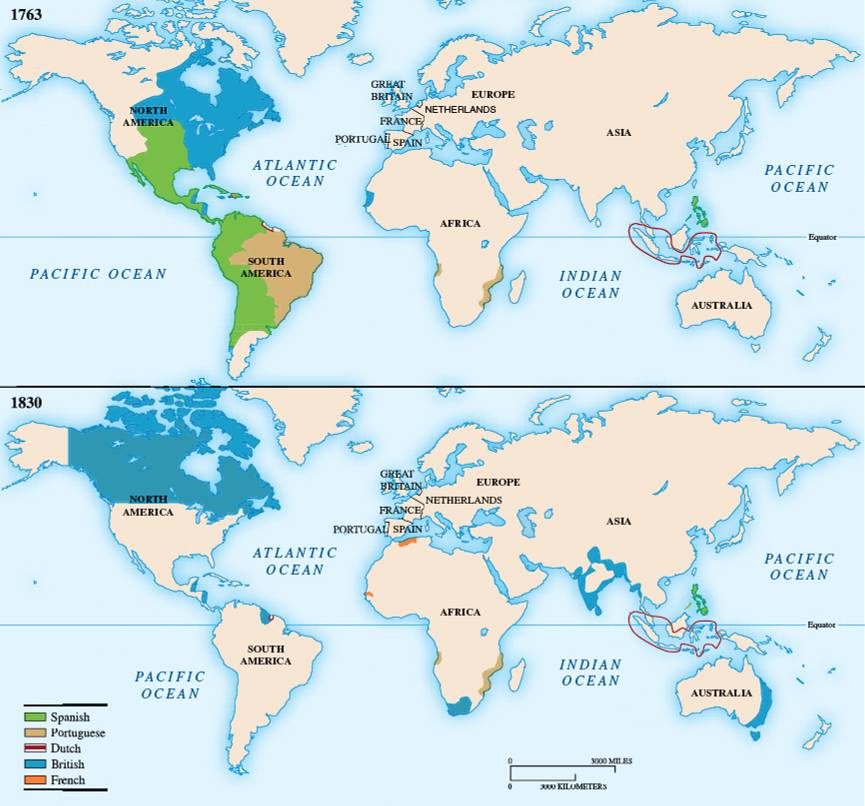 1763
GREAT
BRITAIN
EUROPE
NETHERLANDS
NORTH
AMERICA
FRANCE
ASIA
PORTUGAL
SPAIN
ATLANTIC
OCEAN
PACIFIC
OCEAN
AFRICA
Equator
SOUTH
AMERICA
PACIFIC OCEAN
INDIAN
OCEAN
AUSTRALIA
1830
GREAT
BRITAIN
EUROPE
NETHERLANDS
NORTH
AMERICA
FRANCE
ASIA
PORTUGAL
SPAIN
ATLANTIC
OCEAN
PACIFIC
OCEAN
AFRICA
Equator
SOUTH
AMERICA
PACIFIC
OCEAN
INDIAN
OCEAN
AUSTRALIA
Spanish
Portuguese
Dutch
British
French
0 3000 MILES
0 3000 KILOMETERS